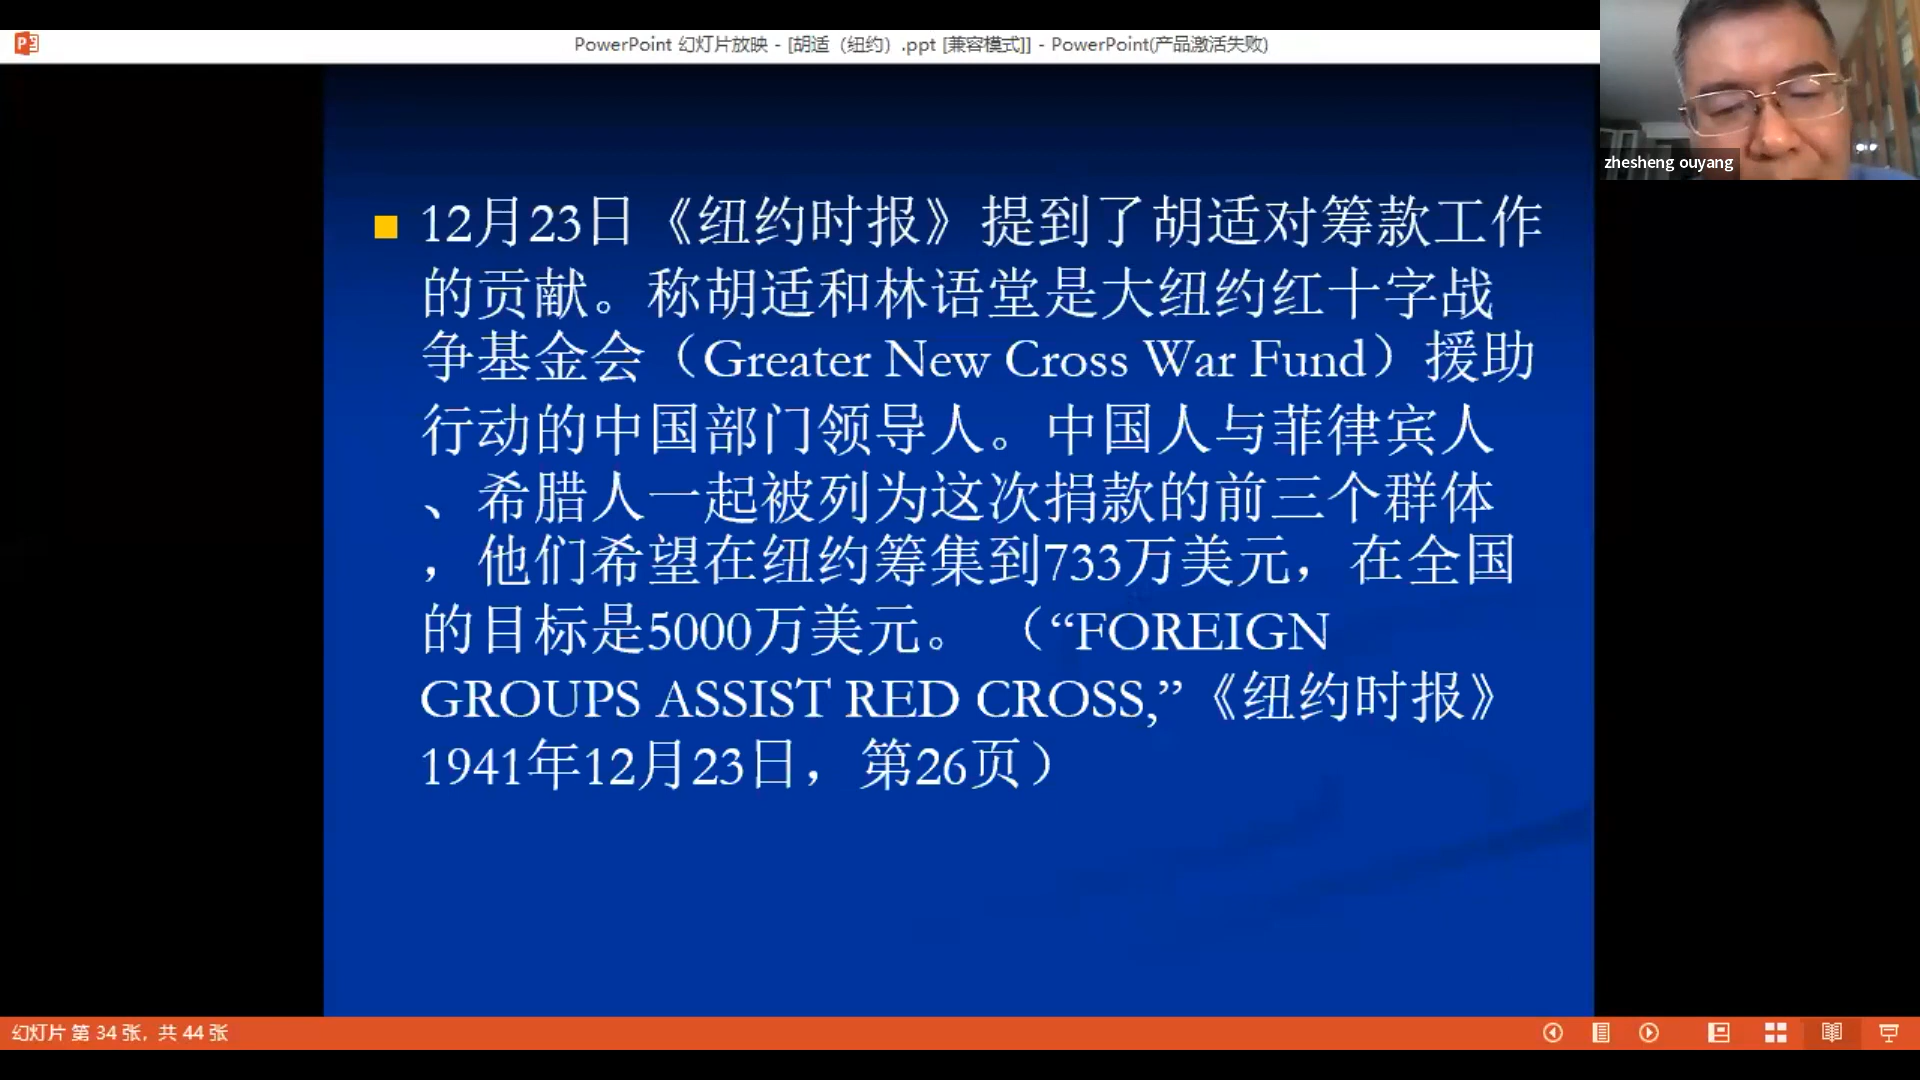 PowerPoint 幻灯片放映 - [胡适（纽约）.ppt [兼容模式]] - PowerPoint(产品激活失败)
zhesheng ouyang
12月23日《纽约时报》提到了胡适对筹款工作
的贡献。称胡适和林语堂是大纽约红十字战
争基金会（Greater New Cross War Fund）援助
行动的中国部门领导人。中国人与菲律宾人
、希腊人一起被列为这次捐款的前三个群体
，他们希望在纽约筹集到733万美元，在全国
的目标是5000万美元。（“FOREIGN
GROUPS ASSIST RED CROSS,”《纽约时报》
1941年12月23日，第26页）
幻灯片 第 34 张，共 44 张